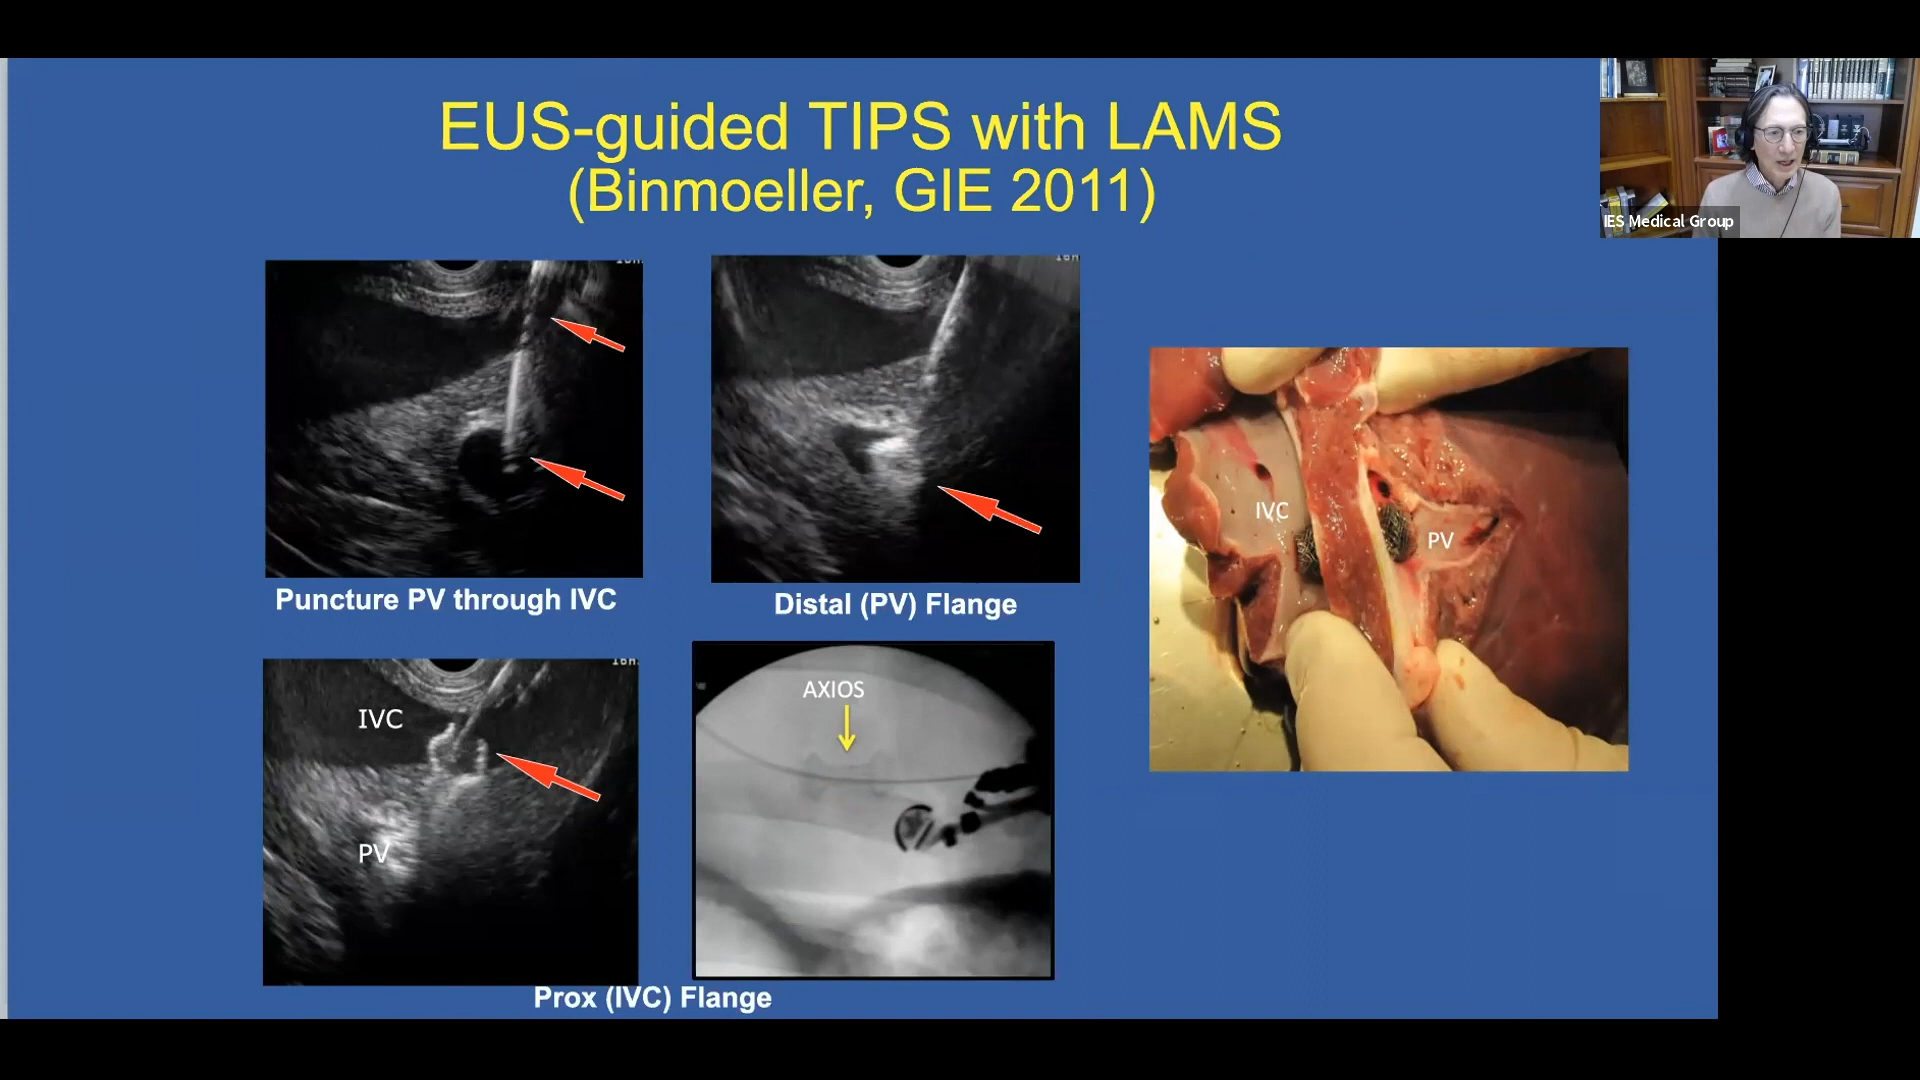 EUS-guided TIPS with LAMS
(Binmoeller, GIE 2011)
IES Medical Group
Puncture PV through IVC
Distal (PV) Flange
IVC
PV
IVC
PV
AXIOS
Prox (IVC) Flange